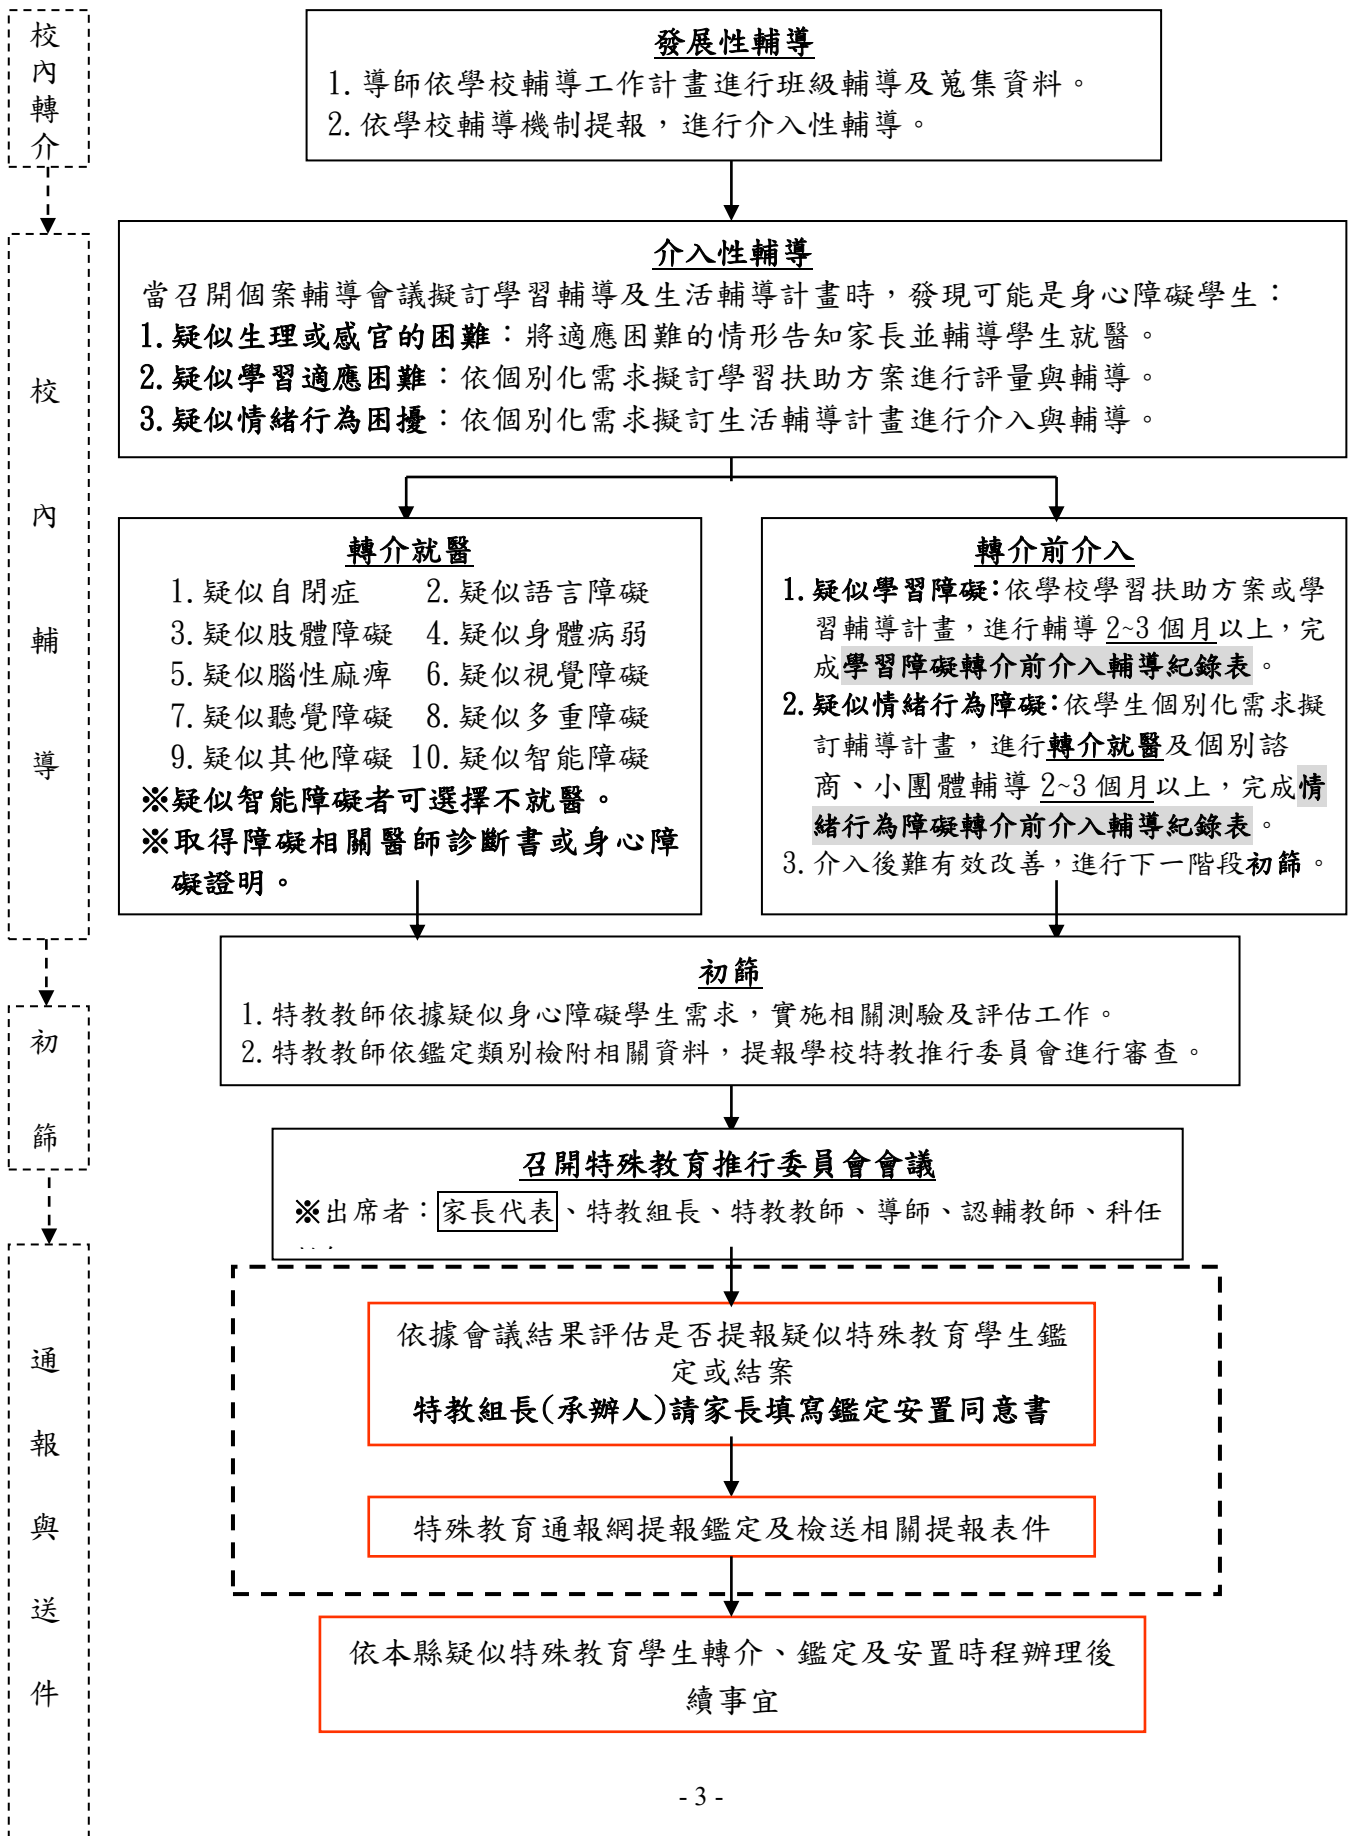 校
內
轉
介
發展性輔導
1.導師依學校輔導工作計畫進行班級輔導及蒐集資料。
2.依學校輔導機制提報,進行介入性輔導。
校
內
輔
導
介入性輔導
當召開個案輔導會議擬訂學習輔導及生活輔導計畫時,發現可能是身心障礙學生:
1.疑似生理或感官的困難:將適應困難的情形告知家長並輔導學生就醫。
2.疑似學習適應困難:依個別化需求擬訂學習扶助方案進行評量與輔導。
3.疑似情緒行為困擾:依個別化需求擬訂生活輔導計畫進行介入與輔導。
轉介就醫
1.疑似自閉症 2.疑似語言障礙
3.疑似肢體障礙 4.疑似身體病弱
5.疑似腦性麻痺 6.疑似視覺障礙
7.疑似聽覺障礙 8.疑似多重障礙
9.疑似其他障礙 10.疑似智能障礙
※疑似智能障礙者可選擇不就醫。
※取得障礙相關醫師診斷書或身心障
礙證明。
轉介前介入
1.疑似學習障礙:依學校學習扶助方案或學
習輔導計畫,進行輔導 2~3 個月以上,完
成學習障礙轉介前介入輔導紀錄表。
2.疑似情緒行為障礙:依學生個別化需求擬
訂輔導計畫,進行轉介就醫及個別諮
商、小團體輔導 2~3 個月以上,完成情
緒行為障礙轉介前介入輔導紀錄表。
3.介入後難有效改善,進行下一階段初篩。
初
篩
初篩
1.特教教師依據疑似身心障礙學生需求,實施相關測驗及評估工作。
2.特教教師依鑑定類別檢附相關資料,提報學校特教推行委員會進行審查。
召開特殊教育推行委員會會議
※出席者:家長代表、特教組長、特教教師、導師、認輔教師、科任
通
報
與
送
件
依據會議結果評估是否提報疑似特殊教育學生鑑
定或結案
特教組長(承辦人)請家長填寫鑑定安置同意書
特殊教育通報網提報鑑定及檢送相關提報表件
依本縣疑似特殊教育學生轉介、鑑定及安置時程辦理後
續事宜
- 3 -